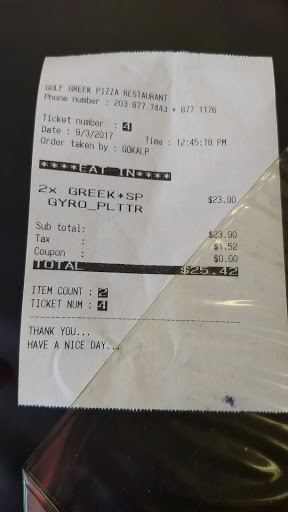 GULF GREEK PIZZA RESTAURANT
Phone number : 203 877 7443 * 877 1176
Ticket number : 4
Date : 9/3/2017 Time : 12:45:18 PM
Order taken by : GOKALP
****EAT IN****
2x GREEK*SP $23.90
GYRO_PLTTR
Sub total: $23.90
Tax : $1.52
Coupon : $0.00
TOTAL $25.42
ITEM COUNT : 2
TICKET NUM : 4
THANK YOU...
HAVE A NICE DAY...